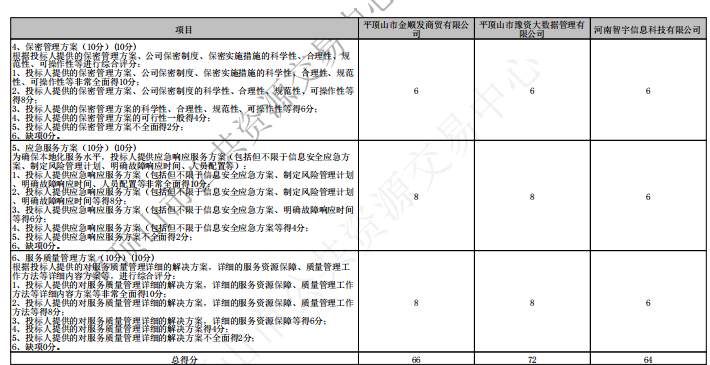 项目
平顶山市金顺发商贸有限公
司
平顶山市豫资大数据管理有
限公司
河南智宇信息科技有限公司
4、保密管理方案（10分）(10分)
根据投标人提供的保密管理方案、公司保密制度、保密实施措施的科学性、合理性、规
范性、可操作性等进行综合评分：
1、投标人提供的保密管理方案、公司保密制度、保密实施措施的科学性、合理性、规范
性、可操作性等非常全面得10分；
2、投标人提供的保密管理方案、公司保密制度的科学性、合理性、规范性、可操作性等
得8分；
3、投标人提供的保密管理方案的科学性、合理性、规范性、可操作性等得6分；
4、投标人提供的保密管理方案的可行性一般得4分；
5、投标人提供的保密管理方案不全面得2分；
6、缺项0分。
6
6
6
5、应急服务方案（10分）(10分)
为确保本地化服务水平，投标人提供应急响应服务方案（包括但不限于信息安全应急方
案、制定风险管理计划、明确故障响应时间、人员配置等）：
1、投标人提供应急响应服务方案（包括但不限于信息安全应急方案、制定风险管理计划
、明确故障响应时间、人员配置等非常全面得10分；
2、投标人提供应急响应服务方案（包括但不限于信息安全应急方案、制定风险管理计划
、明确故障响应时间等得8分；
3、投标人提供应急响应服务方案（包括但不限于信息安全应急方案、明确故障响应时间
等得6分；
4、投标人提供应急响应服务方案（包括但不限于信息安全应急方案等得4分；
5、投标人提供应急响应服务方案不全面得2分；
6、缺项0分。
8
8
6
6、服务质量管理方案（10分）(10分)
根据投标人提供的对服务质量管理详细的解决方案，详细的服务资源保障、质量管理工
作方法等详细内容方案等，进行综合评分：
1、投标人提供的对服务质量管理详细的解决方案，详细的服务资源保障、质量管理工作
方法等详细内容方案等非常全面得10分；
2、投标人提供的对服务质量管理详细的解决方案，详细的服务资源保障、质量管理工作
方法等得8分；
3、投标人提供的对服务质量管理详细的解决方案，详细的服务资源保障等得6分；
4、投标人提供的对服务质量管理详细的解决方案得4分；
5、投标人提供的对服务质量管理详细的解决方案不全面得2分；
6、缺项0分。
8
8
6
总得分
66
72
64
平顶山市公共资源交易中心